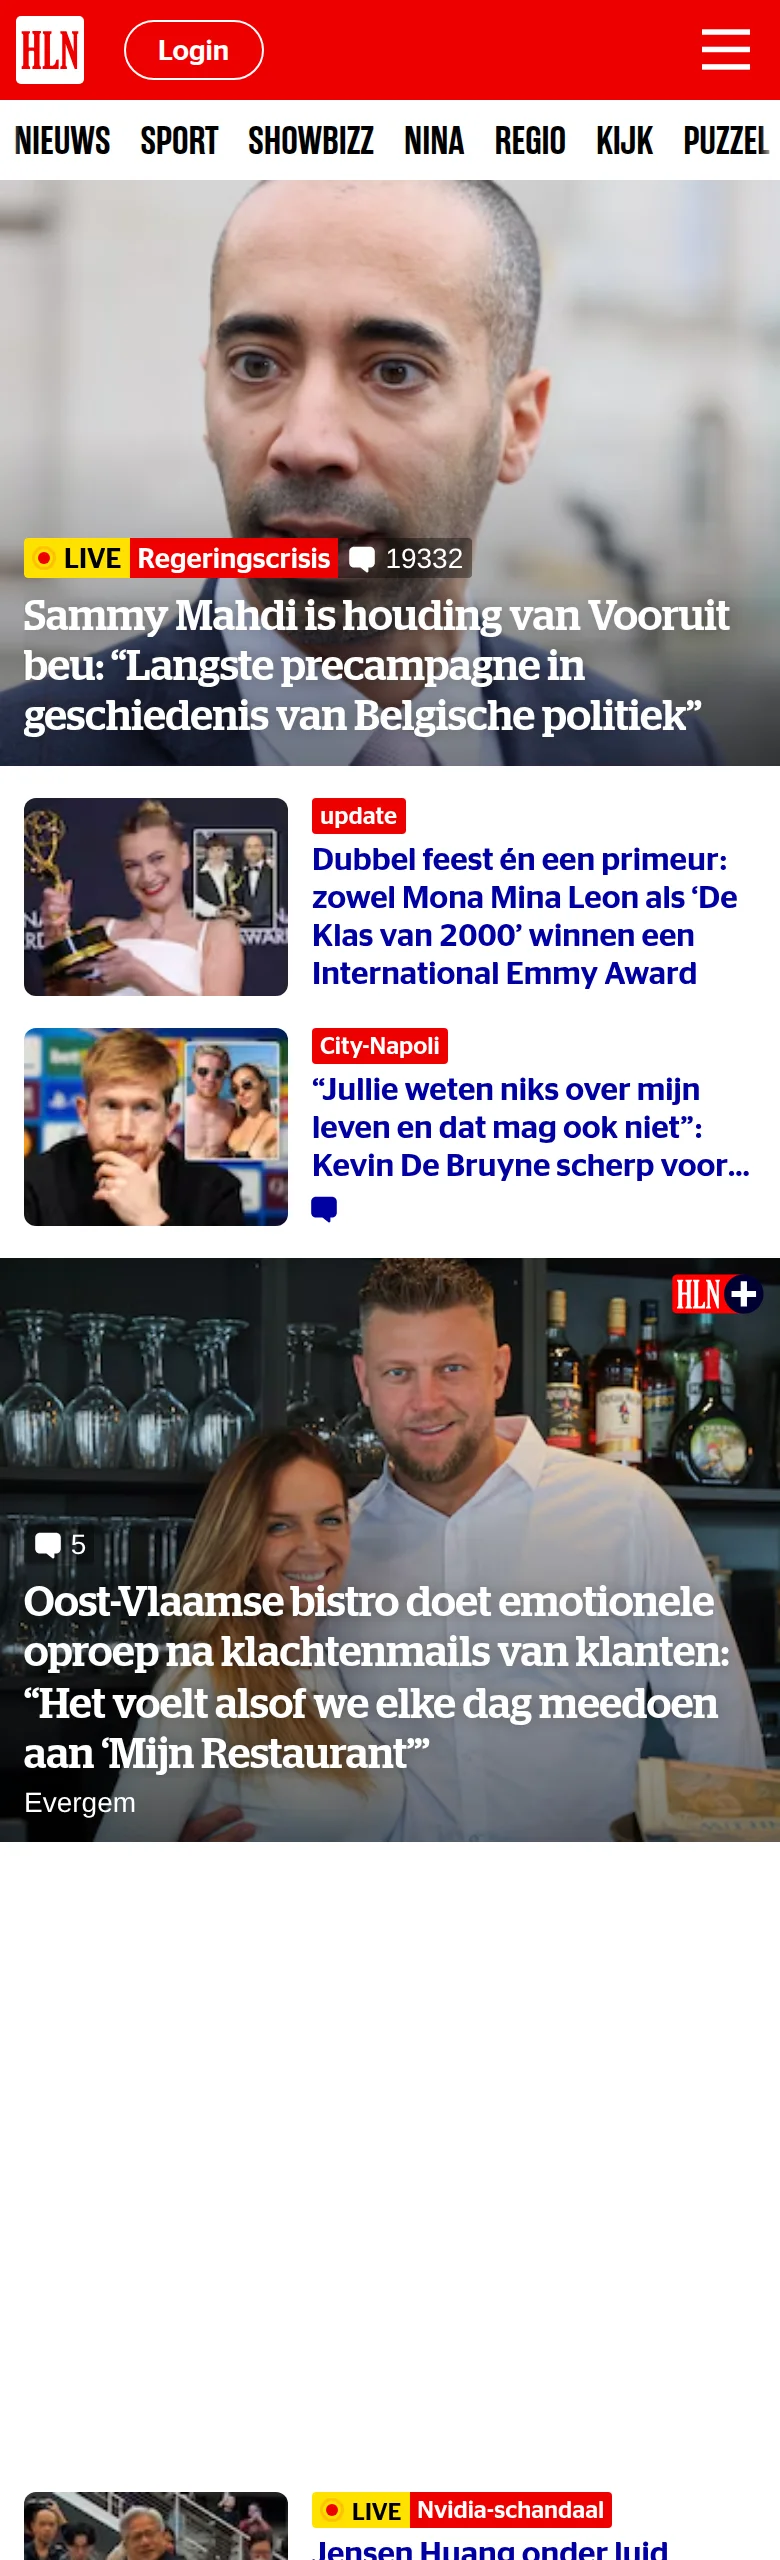 HLN
Login
NIEUWS SPORT SHOWBIZZ NINA REGIO KIJK PUZZEL
LIVE Regeringscrisis 19332
Sammy Mahdi is houding van Vooruit
beu: “Langste precampagne in
geschiedenis van Belgische politiek”
update
Dubbel feest én een primeur:
zowel Mona Mina Leon als ‘De
Klas van 2000’ winnen een
International Emmy Award
City-Napoli
“Jullie weten niks over mijn
leven en dat mag ook niet”:
Kevin De Bruyne scherp voor...
HLN+
5
Oost-Vlaamse bistro doet emotionele
oproep na klachtenmails van klanten:
“Het voelt alsof we elke dag meedoen
aan ‘Mijn Restaurant’”
Evergem
LIVE Nvidia-schandaal
Jensen Huang onder luid